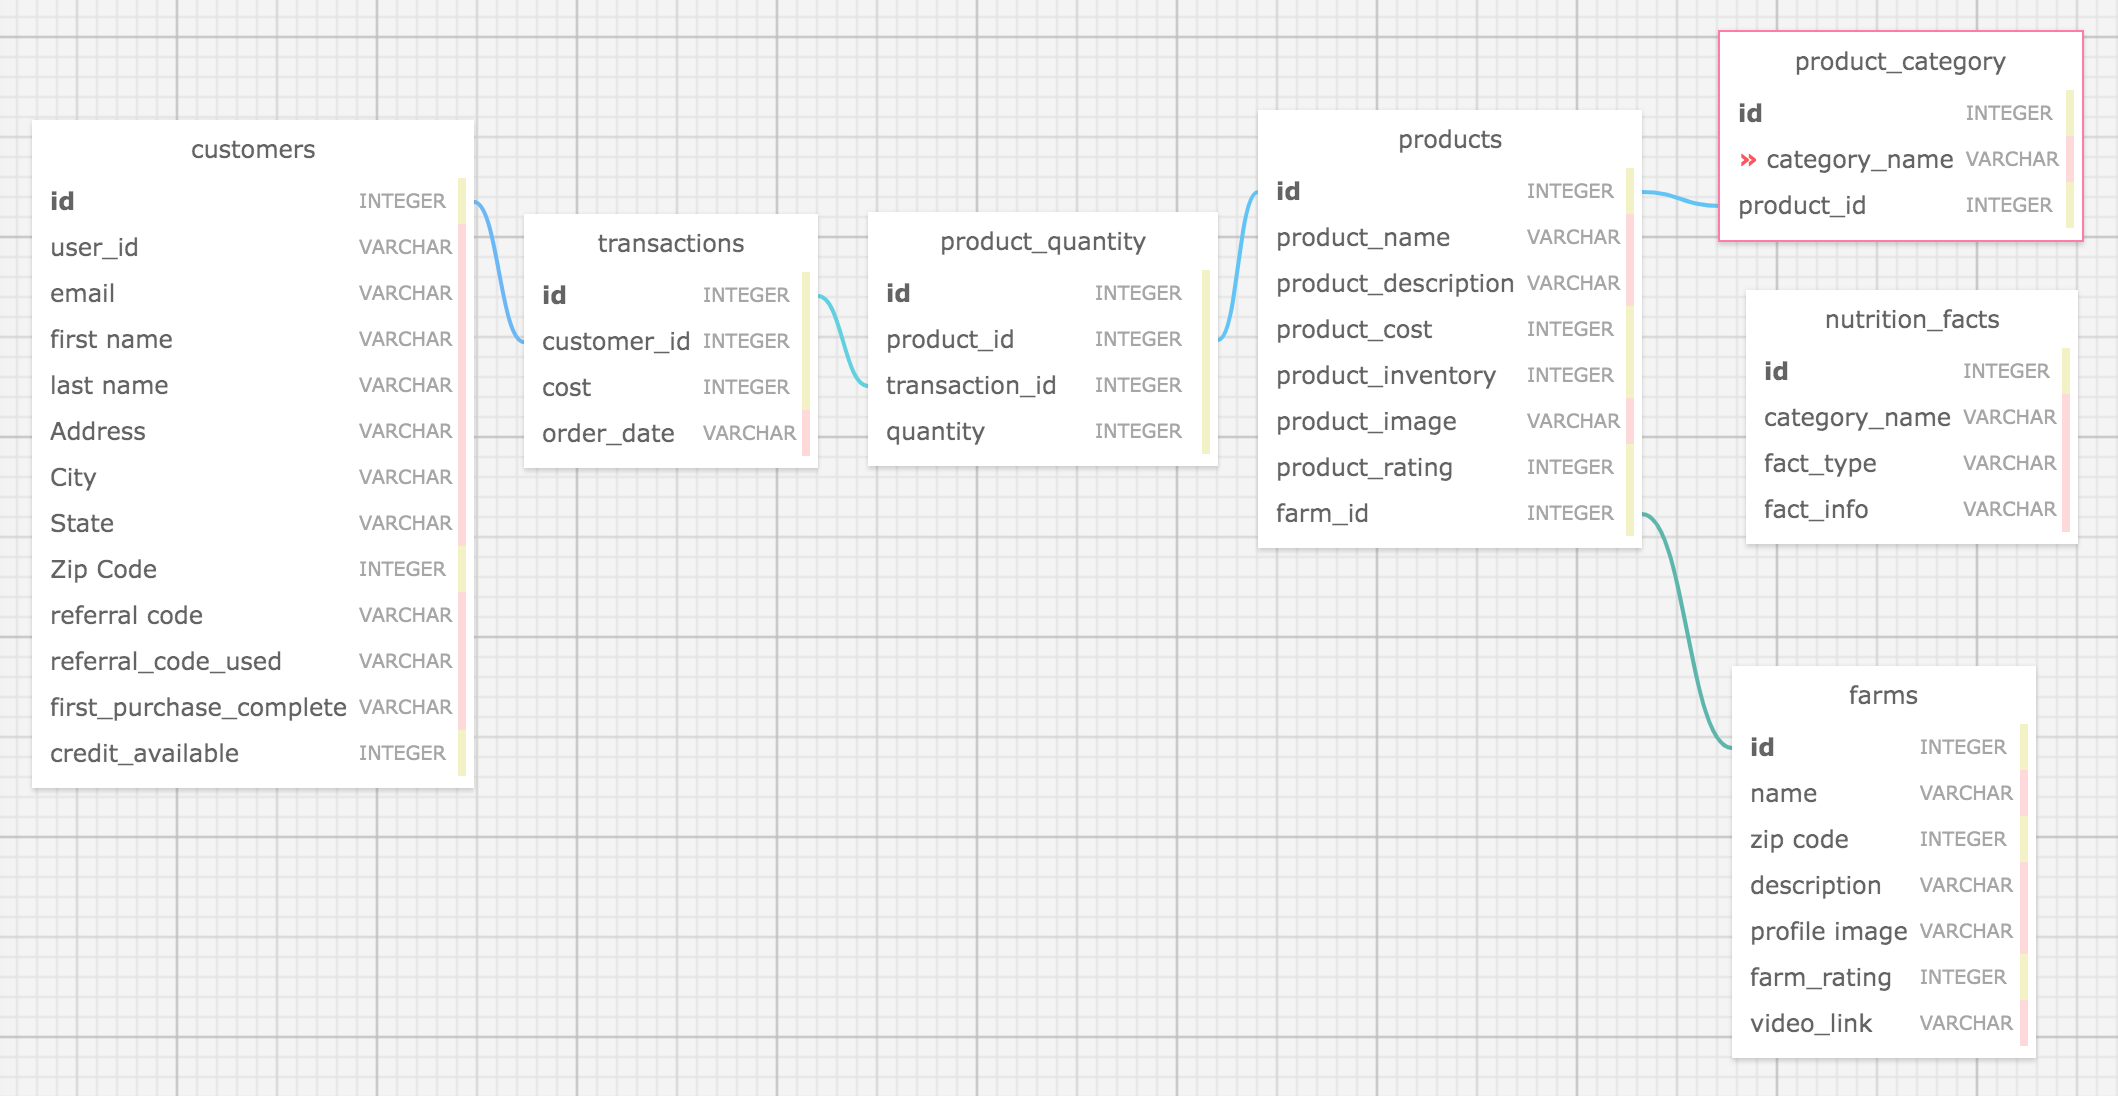 customers
id INTEGER
user_id VARCHAR
email VARCHAR
first name VARCHAR
last name VARCHAR
Address VARCHAR
City VARCHAR
State VARCHAR
Zip Code INTEGER
referral code VARCHAR
referral_code_used VARCHAR
first_purchase_complete VARCHAR
credit_available INTEGER
transactions
id INTEGER
customer_id INTEGER
cost INTEGER
order_date VARCHAR
product_quantity
id INTEGER
product_id INTEGER
transaction_id INTEGER
quantity INTEGER
products
id INTEGER
product_name VARCHAR
product_description VARCHAR
product_cost INTEGER
product_inventory INTEGER
product_image VARCHAR
product_rating INTEGER
farm_id INTEGER
product_category
id INTEGER
» category_name VARCHAR
product_id INTEGER
nutrition_facts
id INTEGER
category_name VARCHAR
fact_type VARCHAR
fact_info VARCHAR
farms
id INTEGER
name VARCHAR
zip code INTEGER
description VARCHAR
profile image VARCHAR
farm_rating INTEGER
video_link VARCHAR